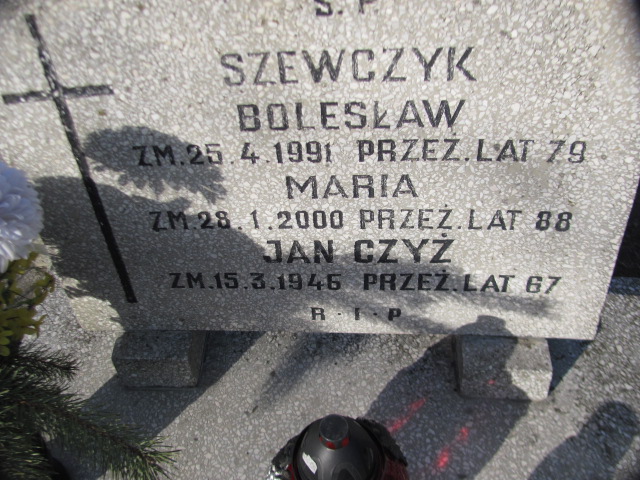 Ś. P
SZEWCZYK
BOLESŁAW
ZM. 25.4.1991 PRZEŻ. LAT 79
MARIA
ZM. 28.1.2000 PRZEŻ. LAT 88
JAN CZYŻ
ZM. 15.3.1946 PRZEŻ. LAT 67
R·I·P